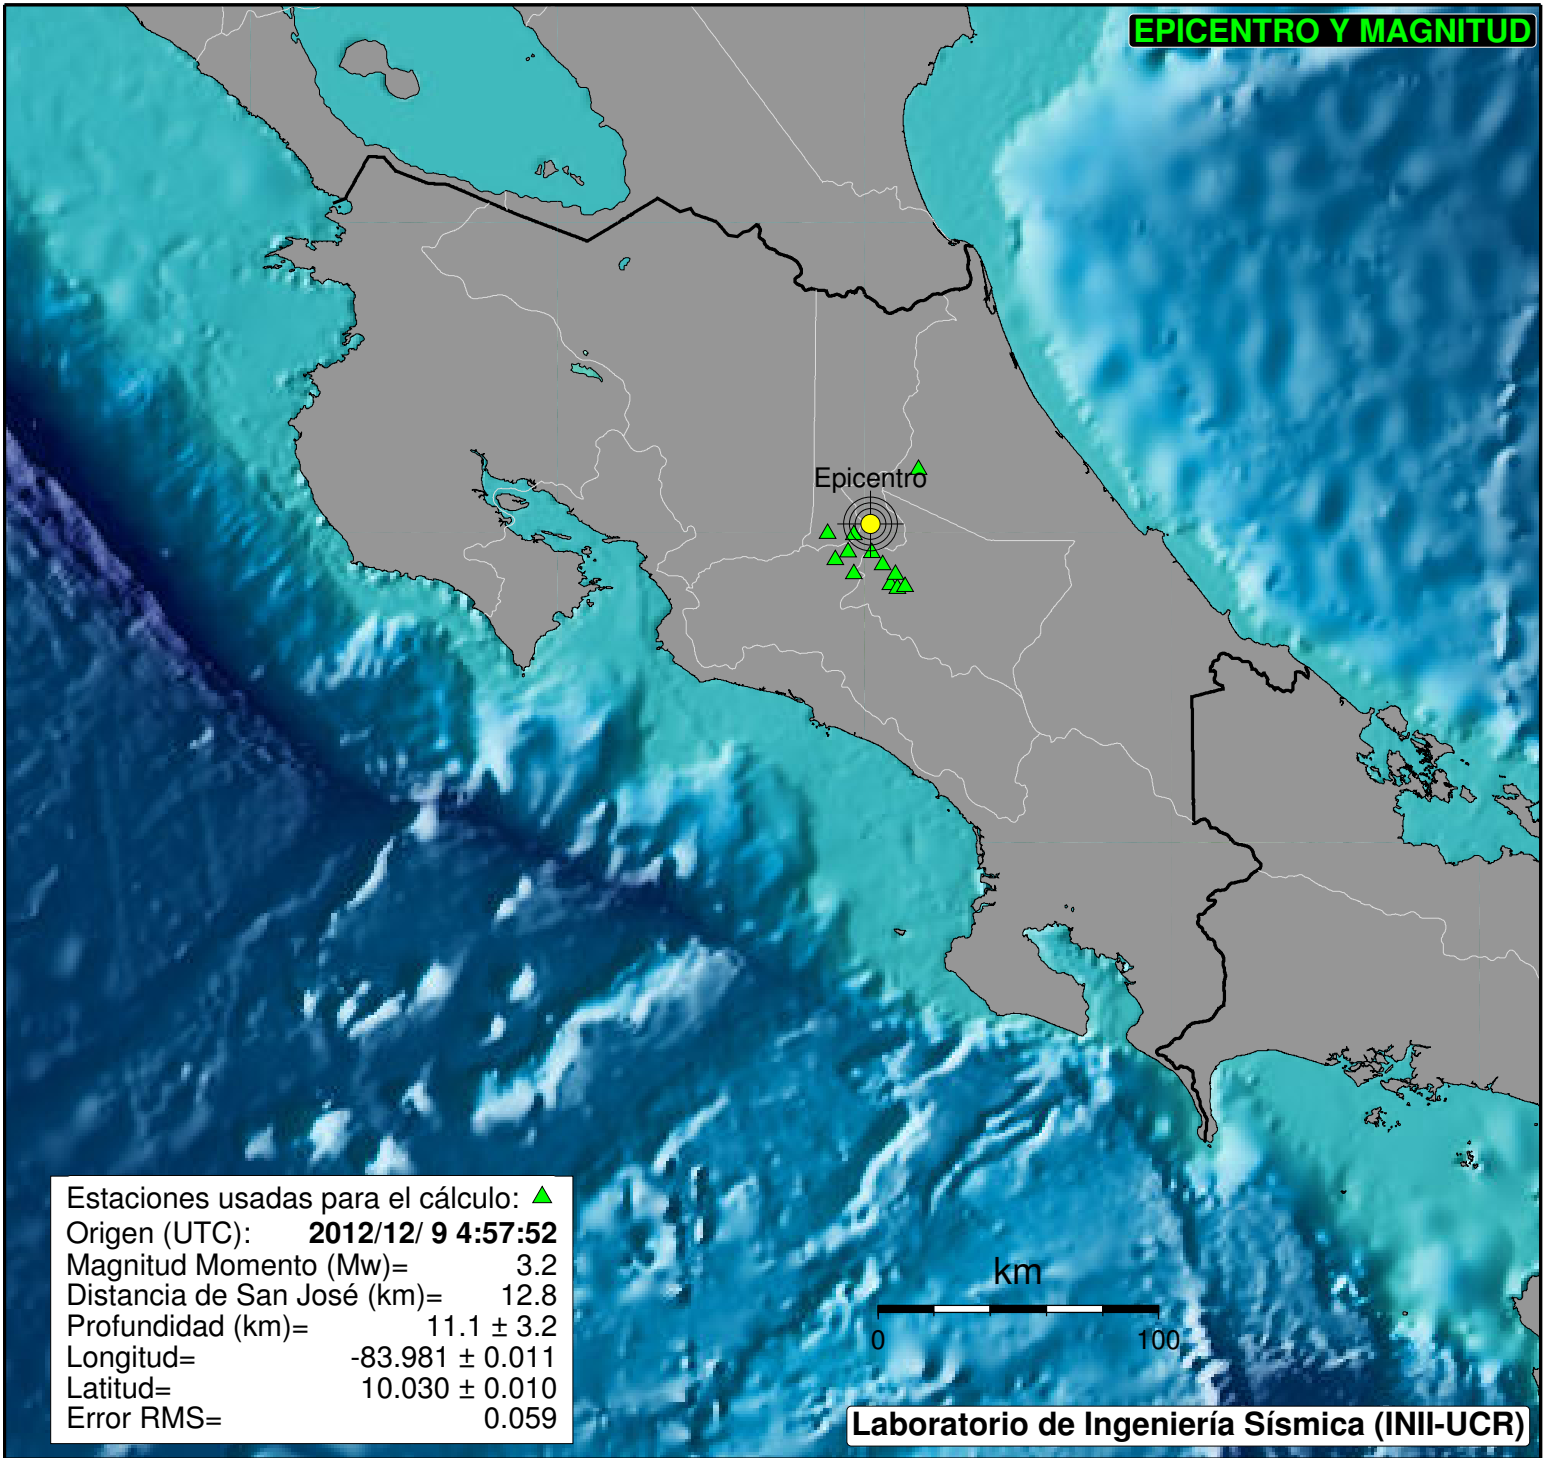 EPICENTRO Y MAGNITUD
Epicentro
Estaciones usadas para el cálculo:
Origen (UTC): 2012/12/ 9 4:57:52
Magnitud Momento (Mw)= 3.2
Distancia de San José (km)= 12.8
Profundidad (km)= 11.1 ± 3.2
Longitud= -83.981 ± 0.011
Latitud= 10.030 ± 0.010
Error RMS= 0.059
km
0 100
Laboratorio de Ingeniería Sísmica (INII-UCR)